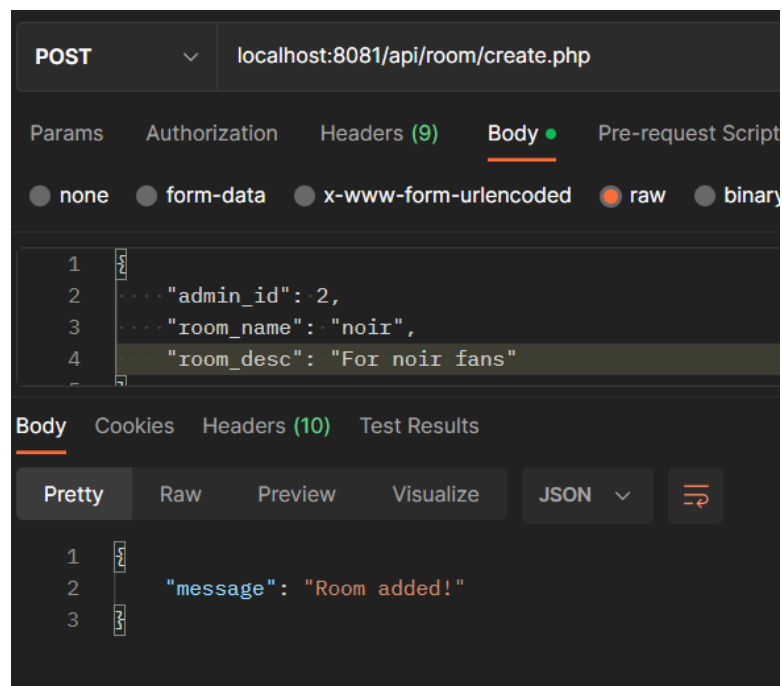 POST localhost:8081/api/room/create.php
Params Authorization Headers (9) Body Pre-request Script
none form-data x-www-form-urlencoded raw binary
1 {
2 "admin_id": 2,
3 "room_name": "noir",
4 "room_desc": "For noir fans"
Body Cookies Headers (10) Test Results
Pretty Raw Preview Visualize JSON
1 {
2 "message": "Room added!"
3 }